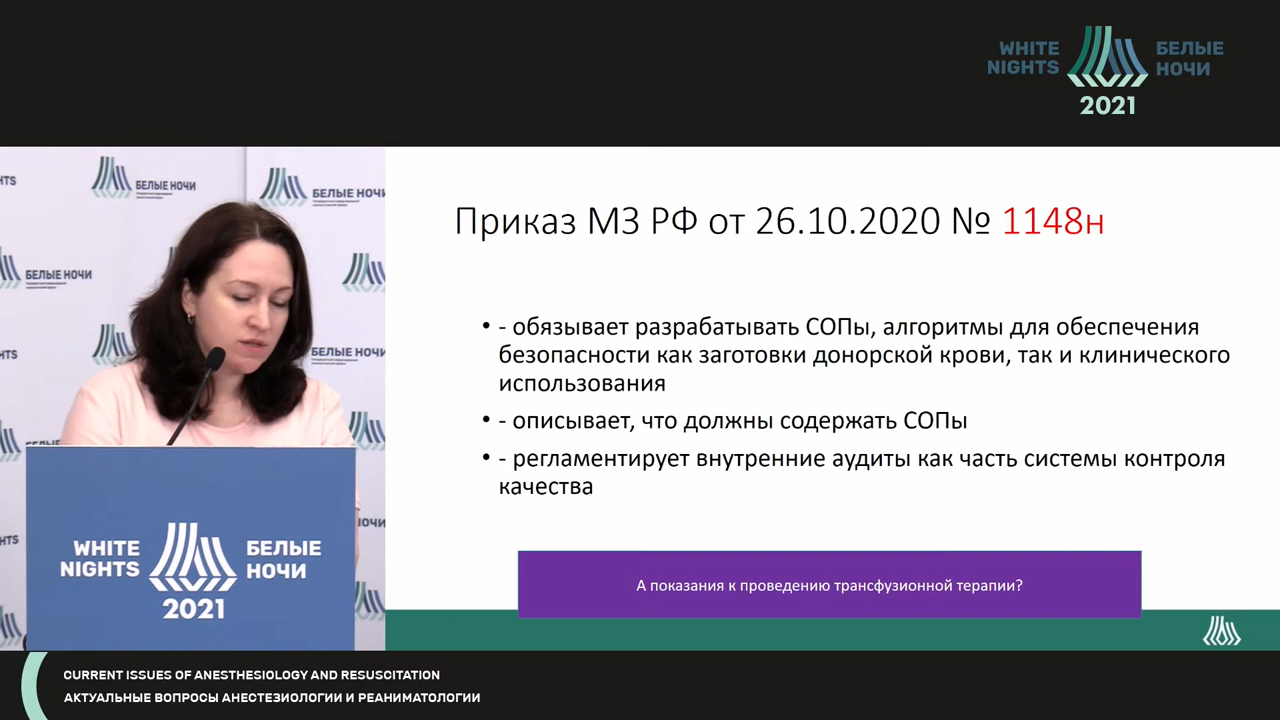 WHITE
NIGHTS
БЕЛЫЕ
НОЧИ
2021
NIGHTS
БЕЛЫЕ НОЧИ
БЕЛЫЕ НОЧИ
БЕЛЫЕ НОЧИ
БЕЛЫЕ НОЧИ
Приказ МЗ РФ от 26.10.2020 № 1148н
• - обязывает разрабатывать СОПы, алгоритмы для обеспечения
безопасности как заготовки донорской крови, так и клинического
использования
• - описывает, что должны содержать СОПы
• - регламентирует внутренние аудиты как часть системы контроля
качества
А показания к проведению трансфузионной терапии?
WHITE
NIGHTS
БЕЛЫЕ
НОЧИ
2021
CURRENT ISSUES OF ANESTHESIOLOGY AND RESUSCITATION
АКТУАЛЬНЫЕ ВОПРОСЫ АНЕСТЕЗИОЛОГИИ И РЕАНИМАТОЛОГИИ